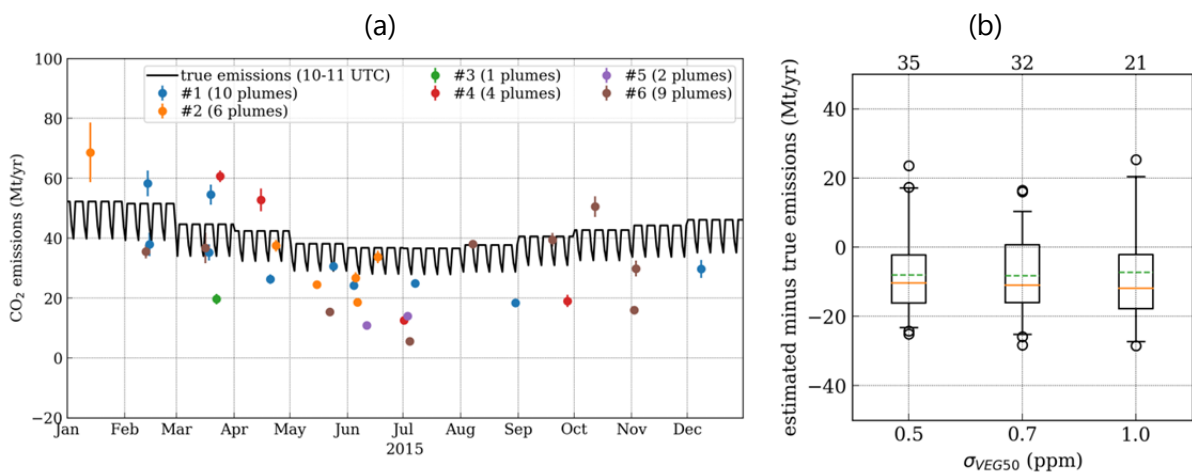 (a)
(b)
100
80
60
40
20
0
−20
CO2 emissions (Mt/yr)
true emissions (10-11 UTC)
#1 (10 plumes)
#2 (6 plumes)
#3 (1 plumes)
#4 (4 plumes)
#5 (2 plumes)
#6 (9 plumes)
Jan Feb Mar Apr May Jun Jul Aug Sep Oct Nov Dec
2015
35 32 21
estimated minus true emissions (Mt/yr)
40
20
0
−20
−40
0.5 0.7 1.0
σVEG50 (ppm)